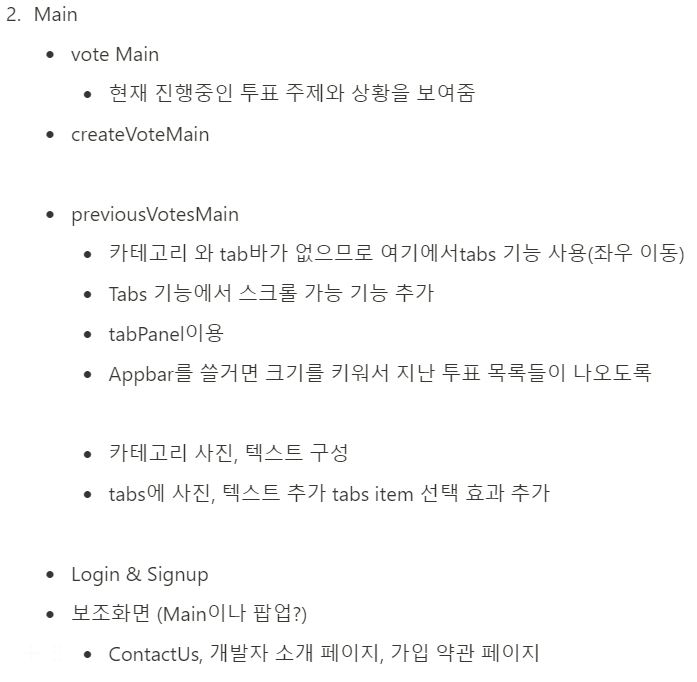 2. Main
• vote Main
• 현재 진행중인 투표 주제와 상황을 보여줌
• createVoteMain
• previousVotesMain
• 카테고리 와 tab바가 없으므로 여기에서tabs 기능 사용(좌우 이동)
• Tabs 기능에서 스크롤 가능 기능 추가
• tabPanel이용
• Appbar를 쓸거면 크기를 키워서 지난 투표 목록들이 나오도록
• 카테고리 사진, 텍스트 구성
• tabs에 사진, 텍스트 추가 tabs item 선택 효과 추가
• Login & Signup
• 보조화면 (Main이나 팝업?)
• ContactUs, 개발자 소개 페이지, 가입 약관 페이지